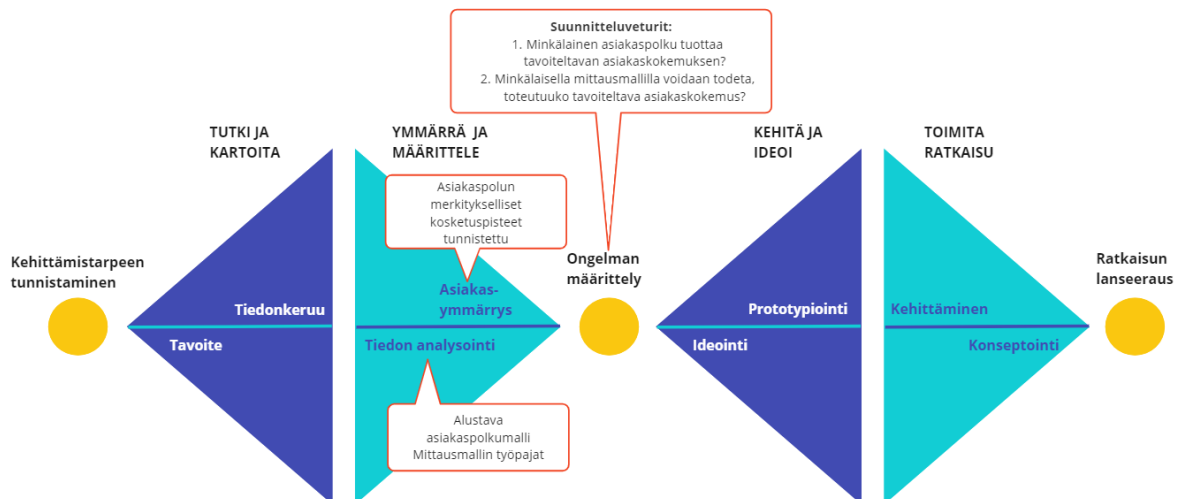 Suunnitteluveturit:
1. Minkälainen asiakaspolku tuottaa
tavoiteltavan asiakaskokemuksen?
2. Minkälaisella mittausmallilla voidaan todeta,
toteutuuko tavoiteltava asiakaskokemus?
TUTKI JA
KARTOITA
YMMÄRRÄ JA
MÄÄRITTELE
KEHITÄ JA
IDEOI
TOIMITA
RATKAISU
Asiakaspolun
merkitykselliset
kosketuspisteet
tunnistettu
Kehittämistarpeen
tunnistaminen
Ongelman
määrittely
Ratkaisun
lanseeraus
Tiedonkeruu
Asiakas-
ymmärrys
Prototypiointi
Kehittäminen
Tavoite
Tiedon analysointi
Ideointi
Konseptointi
Alustava
asiakaspolkumalli
Mittausmallin työpajat